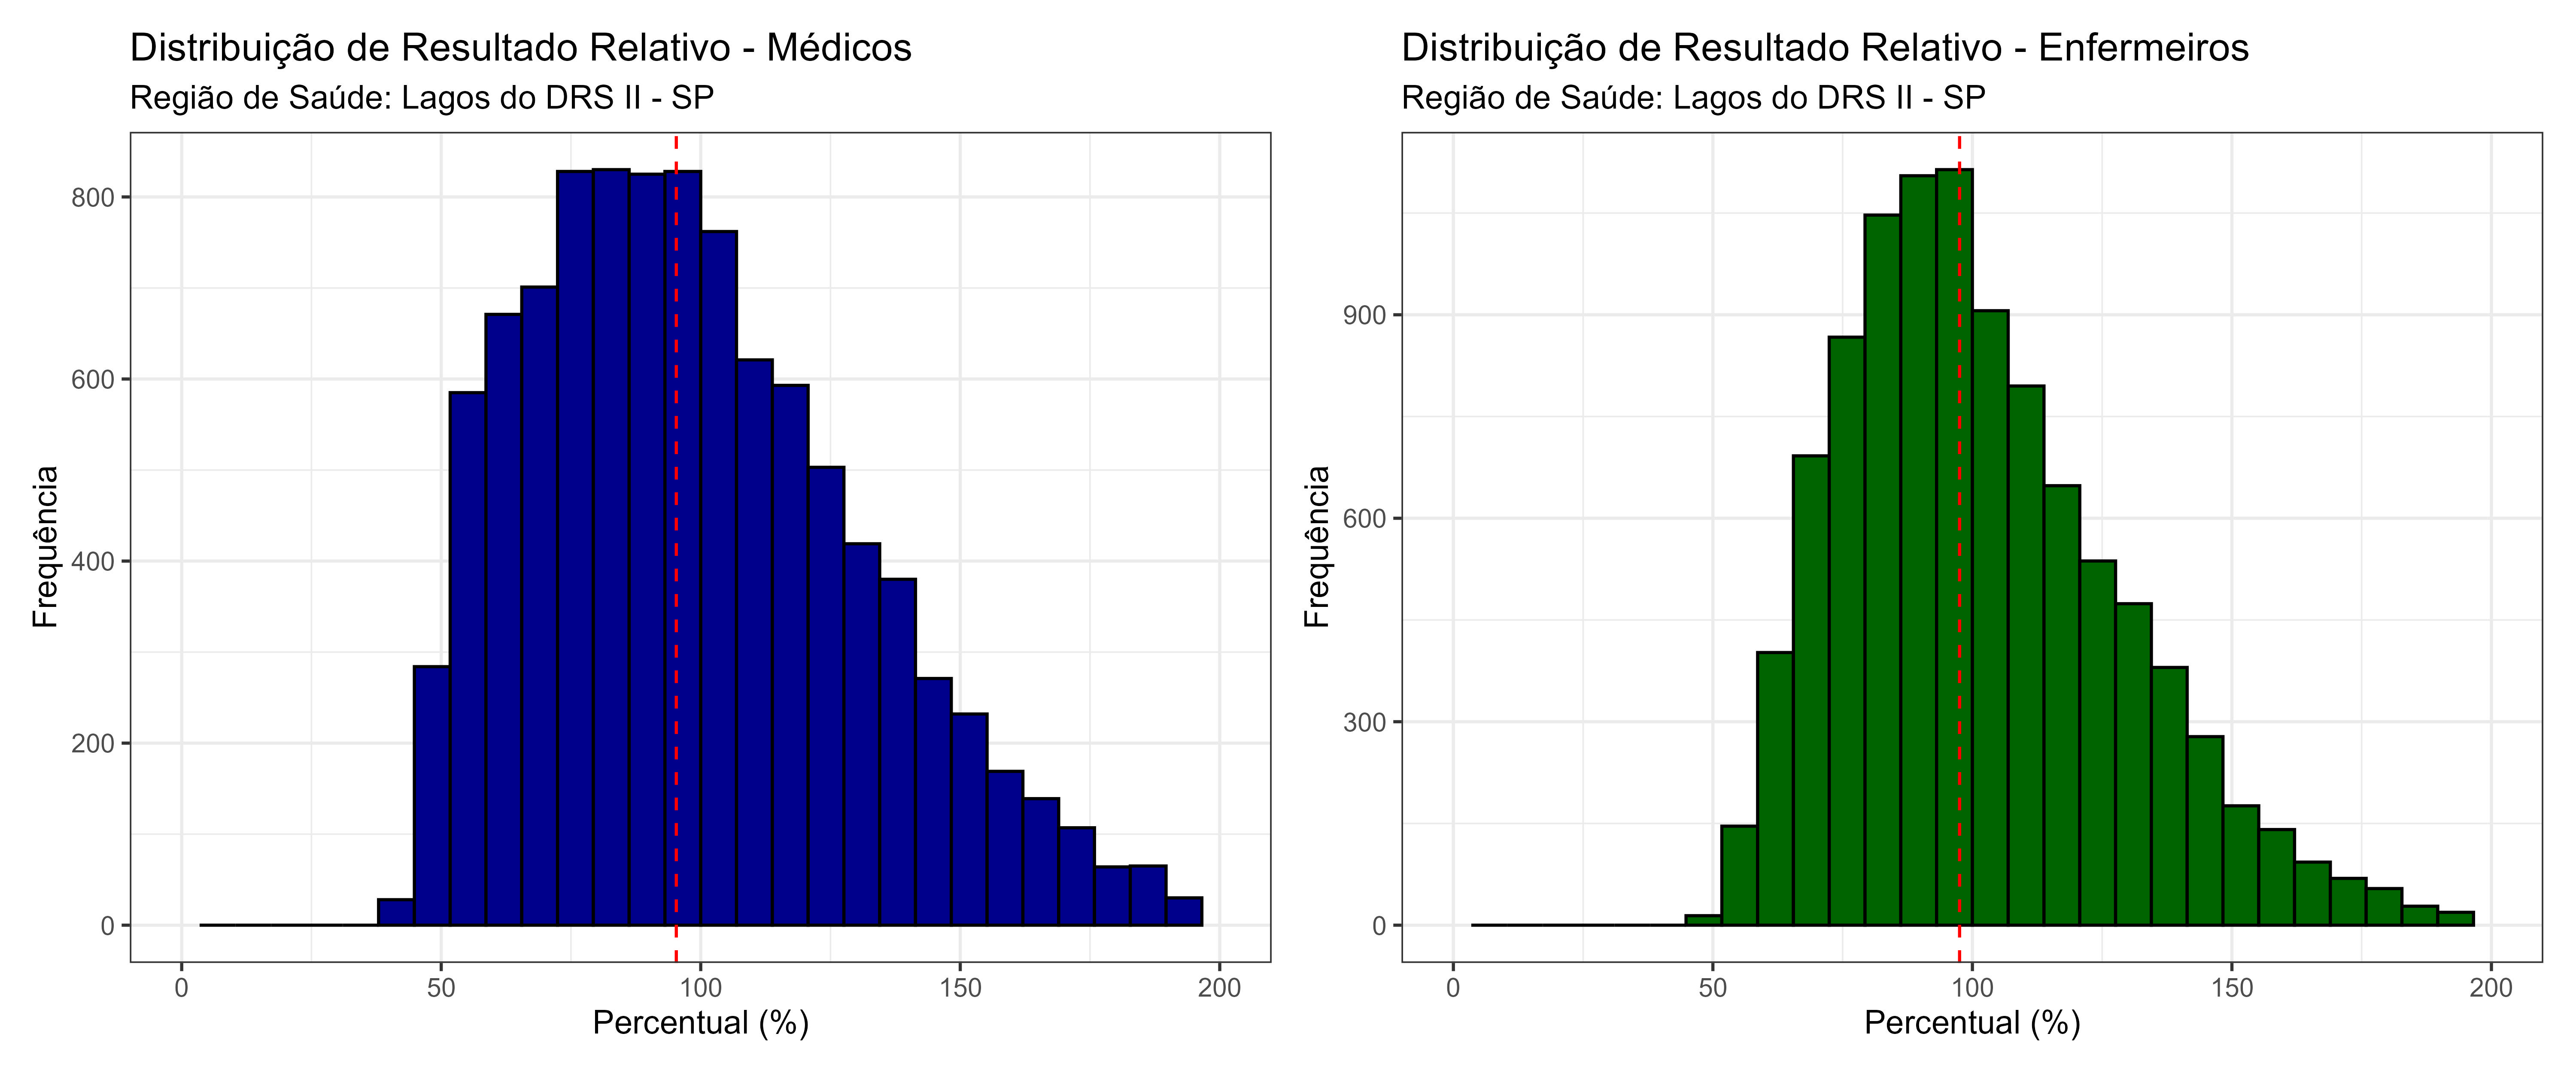 Distribuição de Resultado Relativo - Médicos
Região de Saúde: Lagos do DRS II - SP
Frequência
800
600
400
200
0
0 50 100 150 200
Percentual (%)
Distribuição de Resultado Relativo - Enfermeiros
Região de Saúde: Lagos do DRS II - SP
Frequência
900
600
300
0
0 50 100 150 200
Percentual (%)